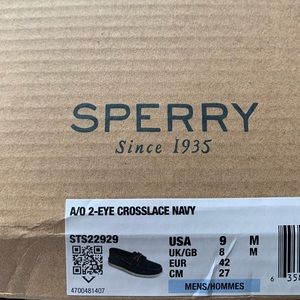 SPERRY
Since 1935
A/O 2-EYE CROSSLACE NAVY
STS22929
USA 9 M
UK/GB 8 M
EUR 42
CM 27
4700481407
MENS/HOMMES